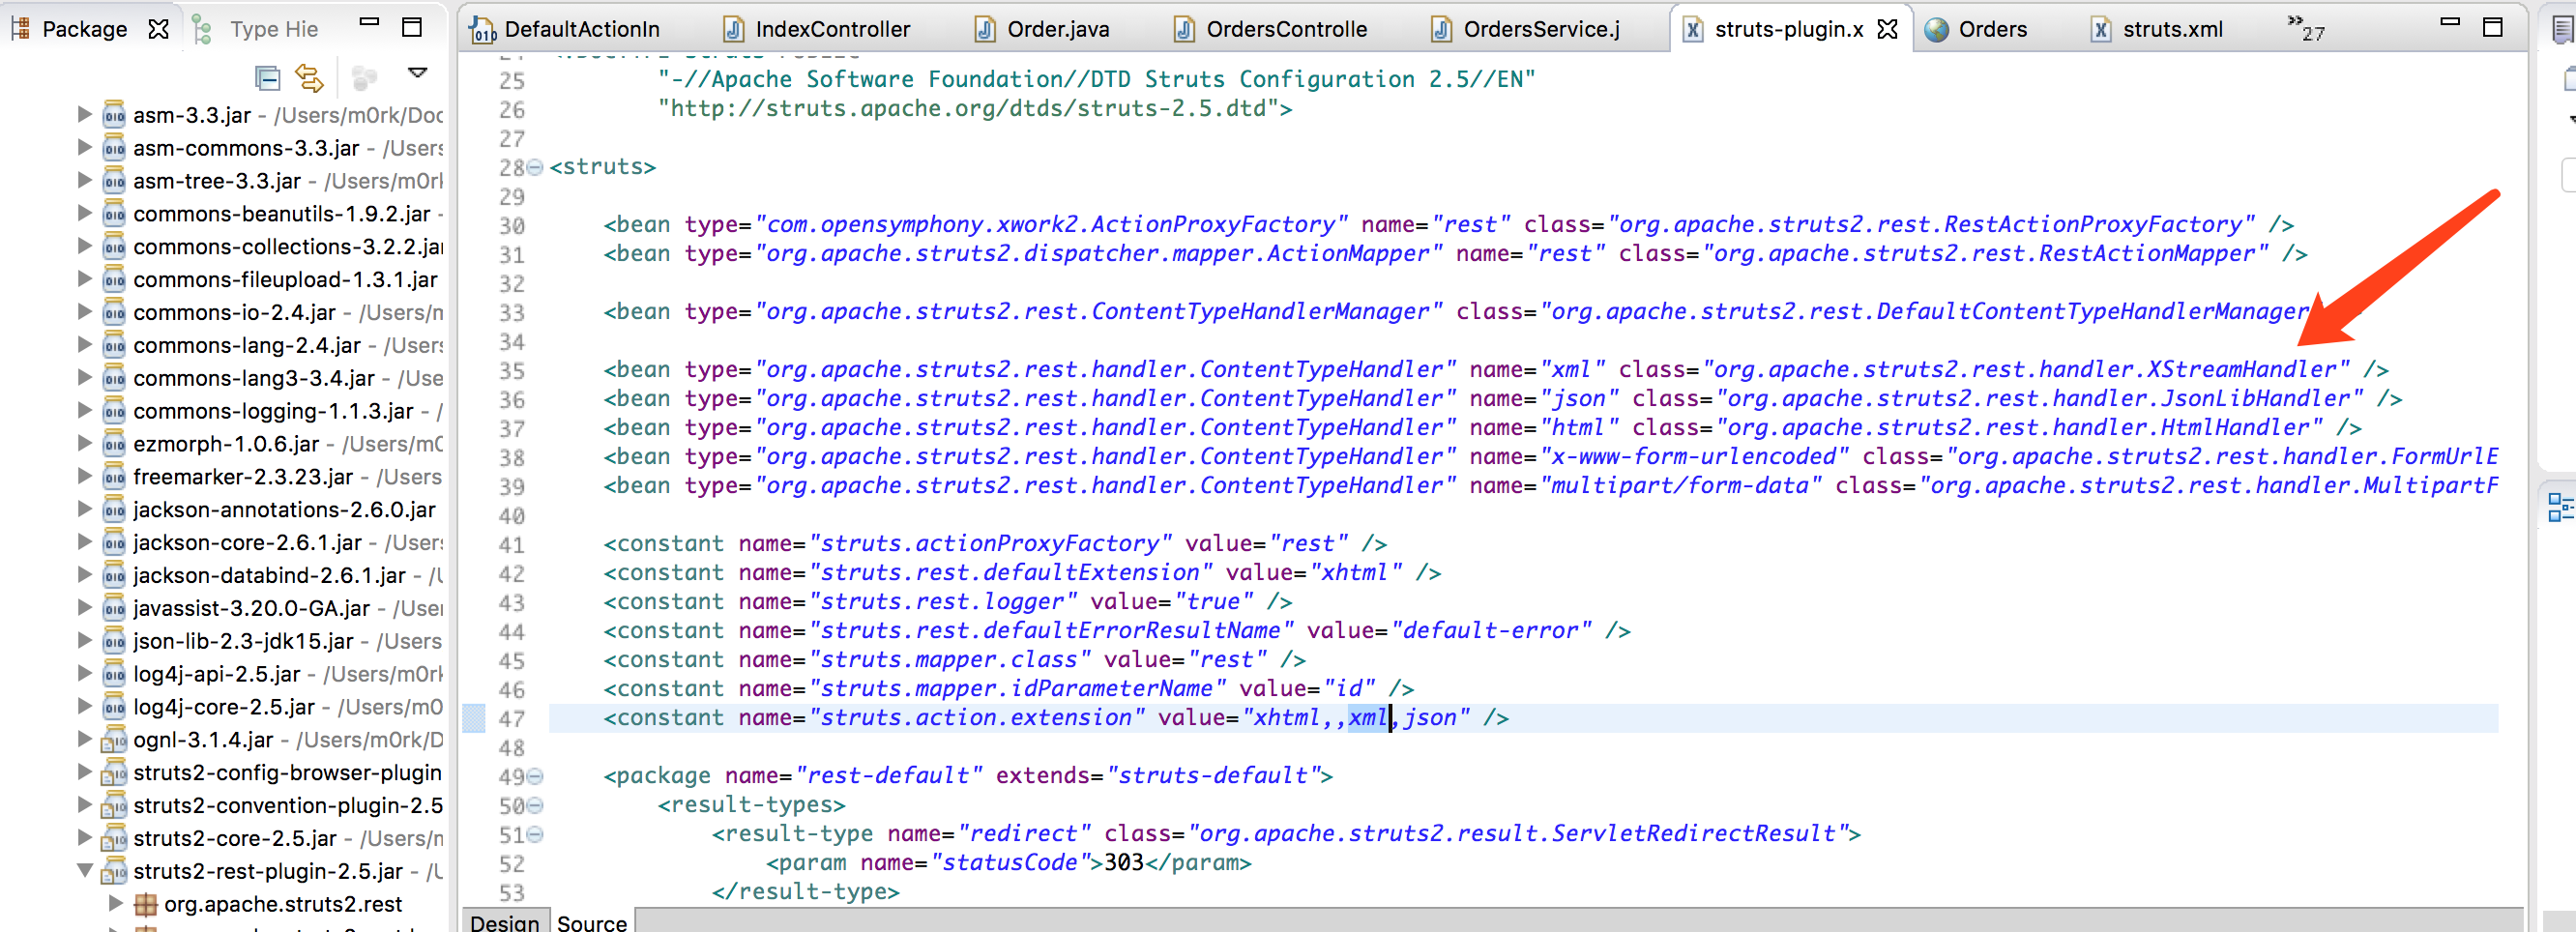 Package
Type Hie
DefaultActionIn
IndexController
Order.java
OrdersControlle
OrdersService.j
struts-plugin.x
Orders
struts.xml
»27
asm-3.3.jar - /Users/m0rk/Doc
asm-commons-3.3.jar - /Users
asm-tree-3.3.jar - /Users/m0rk
commons-beanutils-1.9.2.jar -
commons-collections-3.2.2.jar
commons-fileupload-1.3.1.jar
commons-io-2.4.jar - /Users/m
commons-lang-2.4.jar - /User
commons-lang3-3.4.jar - /Use
commons-logging-1.1.3.jar - /
ezmorph-1.0.6.jar - /Users/m0
freemarker-2.3.23.jar - /Users
jackson-annotations-2.6.0.jar
jackson-core-2.6.1.jar - /User
jackson-databind-2.6.1.jar - /U
javassist-3.20.0-GA.jar - /User
json-lib-2.3-jdk15.jar - /Users
log4j-api-2.5.jar - /Users/m0rk
log4j-core-2.5.jar - /Users/m0
ognl-3.1.4.jar - /Users/m0rk/D
struts2-config-browser-plugin
struts2-convention-plugin-2.5
struts2-core-2.5.jar - /Users/m
struts2-rest-plugin-2.5.jar - /U
org.apache.struts2.rest
25 "-//Apache Software Foundation//DTD Struts Configuration 2.5//EN"
26 "http://struts.apache.org/dtds/struts-2.5.dtd">
27
28 <struts>
29
30 <bean type="com.opensymphony.xwork2.ActionProxyFactory" name="rest" class="org.apache.struts2.rest.RestActionProxyFactory" />
31 <bean type="org.apache.struts2.dispatcher.mapper.ActionMapper" name="rest" class="org.apache.struts2.rest.RestActionMapper" />
32
33 <bean type="org.apache.struts2.rest.ContentTypeHandlerManager" class="org.apache.struts2.rest.DefaultContentTypeHandlerManager
34
35 <bean type="org.apache.struts2.rest.handler.ContentTypeHandler" name="xml" class="org.apache.struts2.rest.handler.XStreamHandler" />
36 <bean type="org.apache.struts2.rest.handler.ContentTypeHandler" name="json" class="org.apache.struts2.rest.handler.JsonLibHandler" />
37 <bean type="org.apache.struts2.rest.handler.ContentTypeHandler" name="html" class="org.apache.struts2.rest.handler.HtmlHandler" />
38 <bean type="org.apache.struts2.rest.handler.ContentTypeHandler" name="x-www-form-urlencoded" class="org.apache.struts2.rest.handler.FormUrlE
39 <bean type="org.apache.struts2.rest.handler.ContentTypeHandler" name="multipart/form-data" class="org.apache.struts2.rest.handler.MultipartF
40
41 <constant name="struts.actionProxyFactory" value="rest" />
42 <constant name="struts.rest.defaultExtension" value="xhtml" />
43 <constant name="struts.rest.logger" value="true" />
44 <constant name="struts.rest.defaultErrorResultName" value="default-error" />
45 <constant name="struts.mapper.class" value="rest" />
46 <constant name="struts.mapper.idParameterName" value="id" />
47 <constant name="struts.action.extension" value="xhtml,,xml,json" />
48
49 <package name="rest-default" extends="struts-default">
50 <result-types>
51 <result-type name="redirect" class="org.apache.struts2.result.ServletRedirectResult">
52 <param name="statusCode">303</param>
53 </result-type>
Design
Source